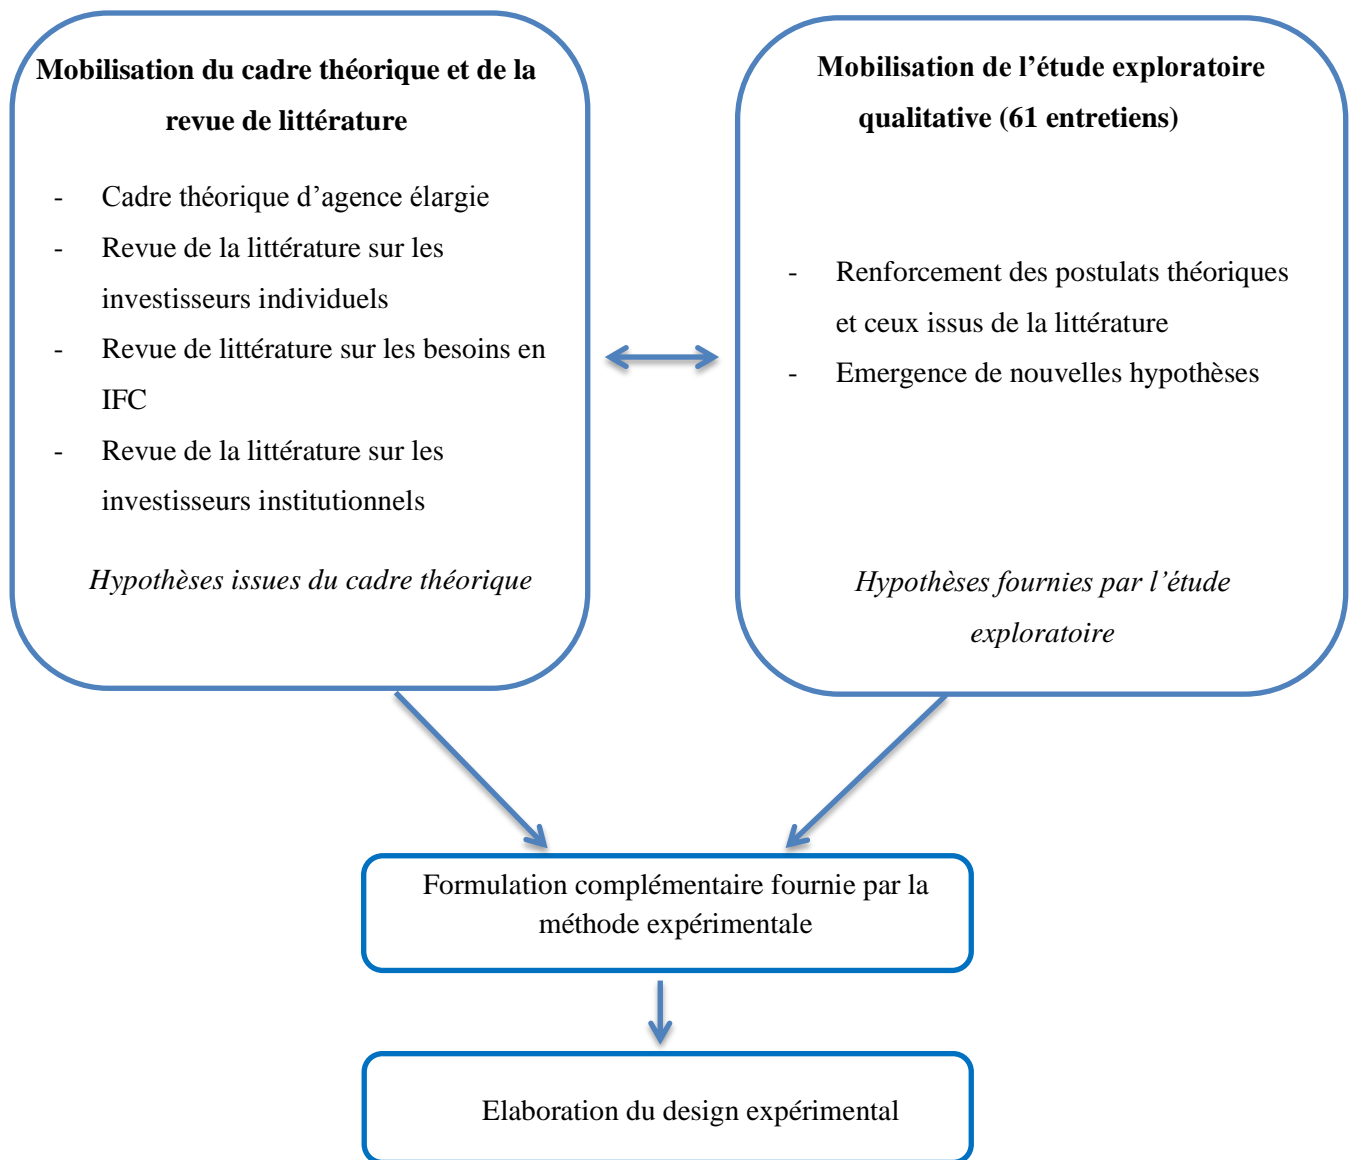 Mobilisation du cadre théorique et de la
revue de littérature
- Cadre théorique d’agence élargie
- Revue de la littérature sur les
investisseurs individuels
- Revue de littérature sur les besoins en
IFC
- Revue de la littérature sur les
investisseurs institutionnels
Hypothèses issues du cadre théorique
Mobilisation de l’étude exploratoire
qualitative (61 entretiens)
- Renforcement des postulats théoriques
et ceux issus de la littérature
- Emergence de nouvelles hypothèses
Hypothèses fournies par l’étude
exploratoire
Formulation complémentaire fournie par la
méthode expérimentale
Elaboration du design expérimental